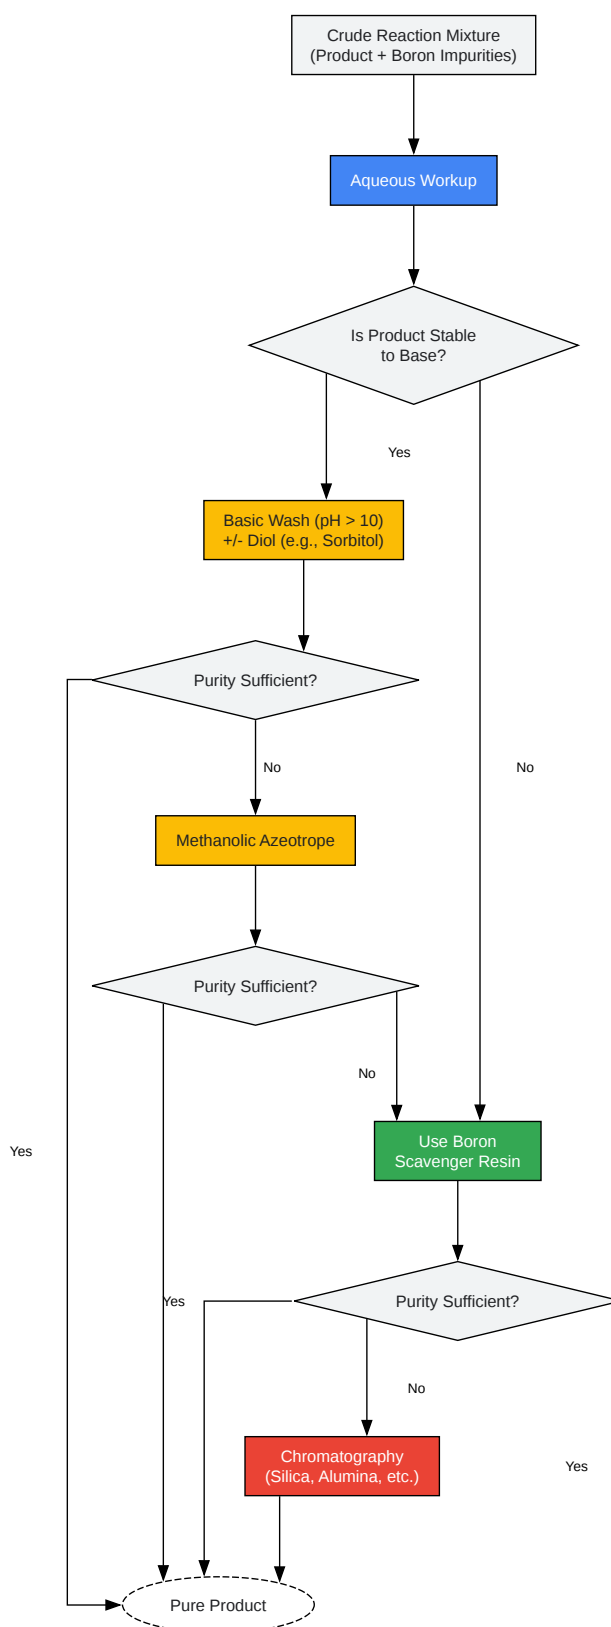 Crude Reaction Mixture
(Product + Boron Impurities)
Aqueous Workup
Is Product Stable
to Base?
Yes
Basic Wash (pH > 10)
+/- Diol (e.g., Sorbitol)
Purity Sufficient?
No
No
Methanolic Azeotrope
Purity Sufficient?
No
Use Boron
Scavenger Resin
Yes
Yes
Purity Sufficient?
No
Chromatography
(Silica, Alumina, etc.)
Yes
Pure Product